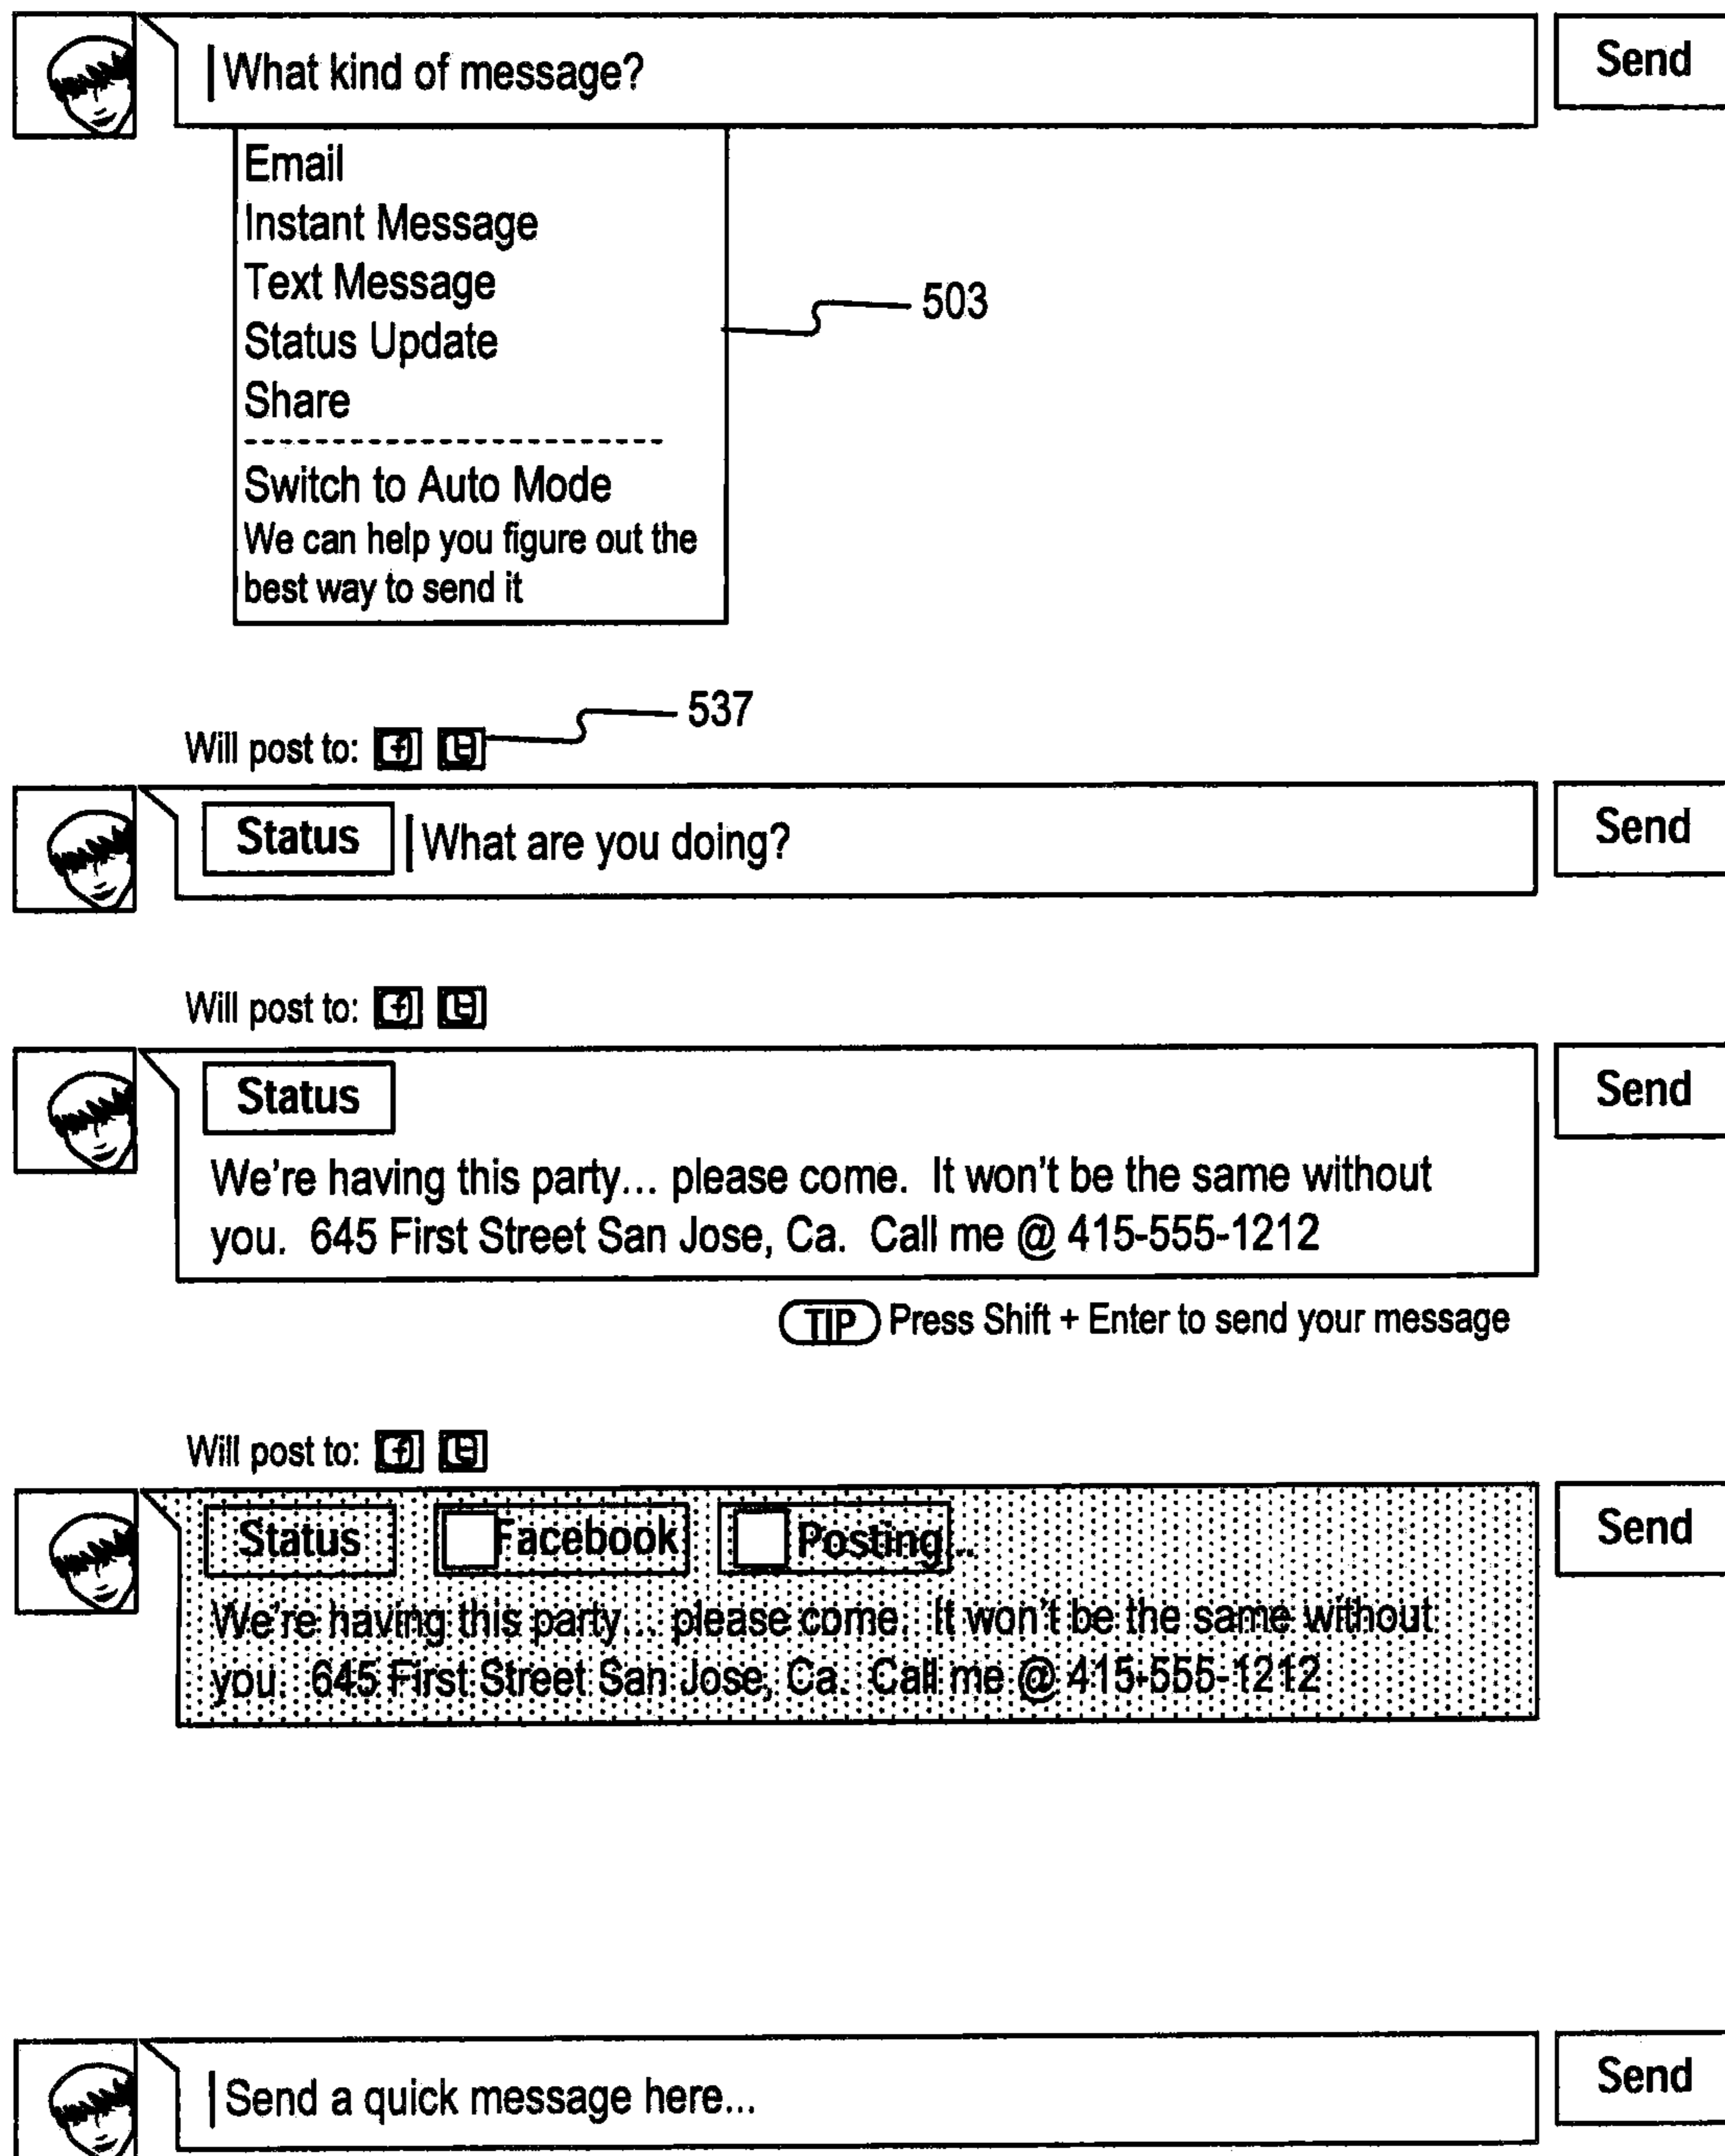 What kind of message?
Send
Email
Instant Message
Text Message
Status Update
Share
Switch to Auto Mode
We can help you figure out the
best way to send it
503
537
Will post to: f t
Status What are you doing?
Send
Will post to: f t
Status
Send
We're having this party... please come. It won't be the same without
you. 645 First Street San Jose, Ca. Call me @ 415-555-1212
TIP Press Shift + Enter to send your message
Will post to: f t
Status Facebook Posting...
Send
We're having this party... please come. It won't be the same without
you. 645 First Street San Jose, Ca. Call me @ 415-555-1212
Send a quick message here...
Send